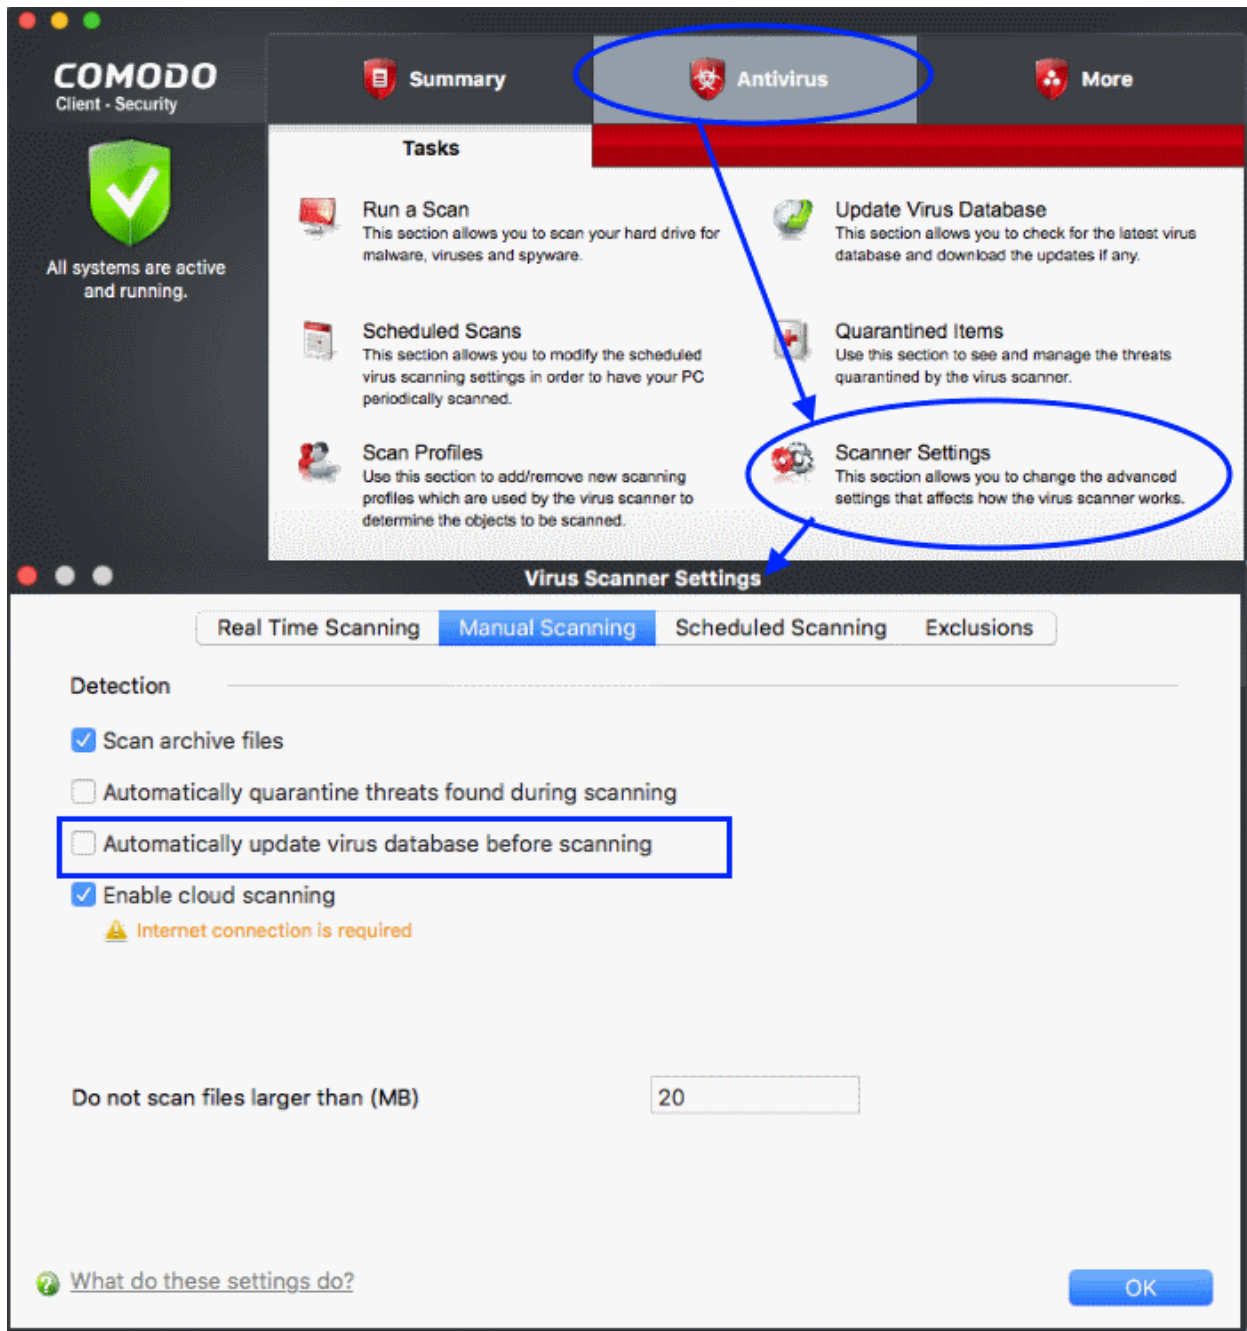 COMODO
Client - Security
Summary
Antivirus
More
Tasks
All systems are active
and running.
Run a Scan
This section allows you to scan your hard drive for
malware, viruses and spyware.
Update Virus Database
This section allows you to check for the latest virus
database and download the updates if any.
Scheduled Scans
This section allows you to modify the scheduled
virus scanning settings in order to have your PC
periodically scanned.
Quarantined Items
Use this section to see and manage the threats
quarantined by the virus scanner.
Scan Profiles
Use this section to add/remove new scanning
profiles which are used by the virus scanner to
determine the objects to be scanned.
Scanner Settings
This section allows you to change the advanced
settings that affects how the virus scanner works.
Virus Scanner Settings
Real Time Scanning
Manual Scanning
Scheduled Scanning
Exclusions
Detection
Scan archive files
Automatically quarantine threats found during scanning
Automatically update virus database before scanning
Enable cloud scanning
Internet connection is required
Do not scan files larger than (MB)
20
What do these settings do?
OK